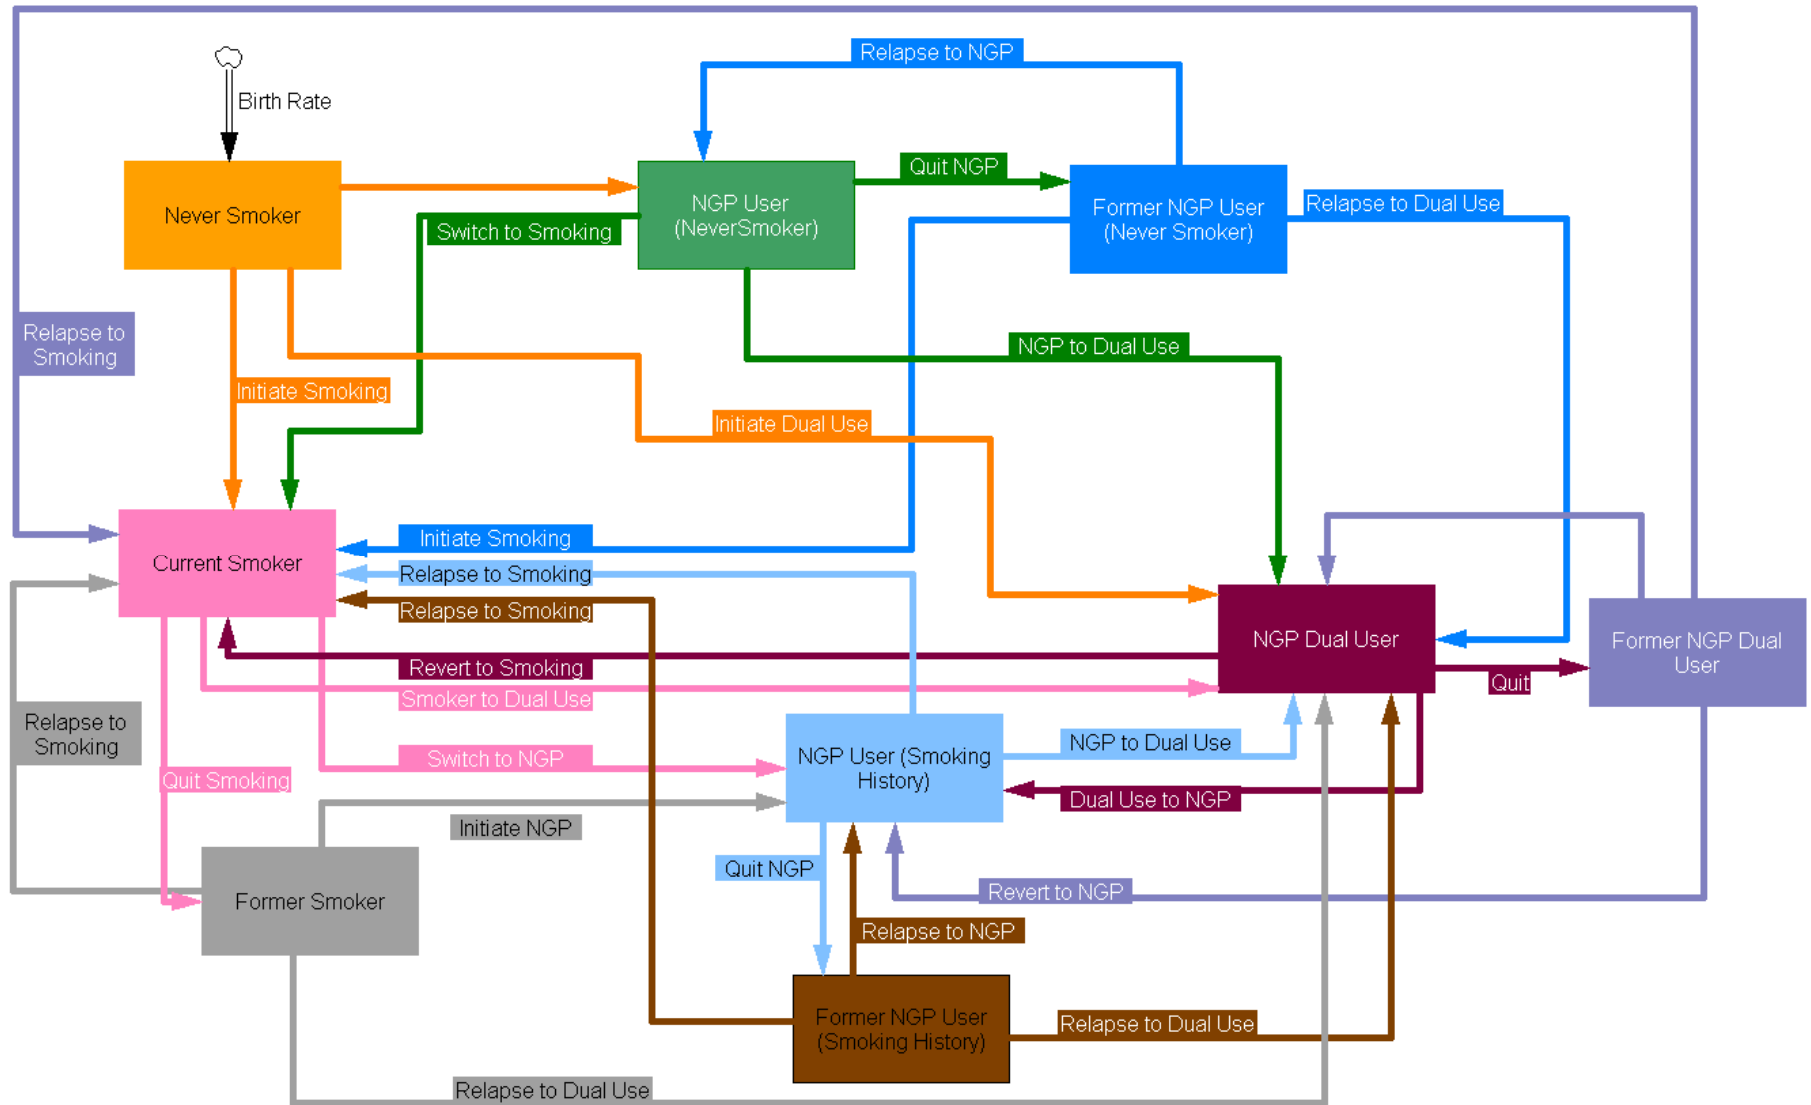 Relapse to NGP
Birth Rate
Quit NGP
Never Smoker
NGP User
(NeverSmoker)
Former NGP User
(Never Smoker)
Relapse to Dual Use
Switch to Smoking
Relapse to
Smoking
NGP to Dual Use
Initiate Smoking
Initiate Dual Use
Initiate Smoking
Current Smoker
Relapse to Smoking
Relapse to Smoking
NGP Dual User
Former NGP Dual
User
Revert to Smoking
Quit
Smoker to Dual Use
Relapse to
Smoking
NGP to Dual Use
Switch to NGP
NGP User (Smoking
History)
Quit Smoking
Dual Use to NGP
Initiate NGP
Quit NGP
Revert to NGP
Former Smoker
Relapse to NGP
Former NGP User
(Smoking History)
Relapse to Dual Use
Relapse to Dual Use